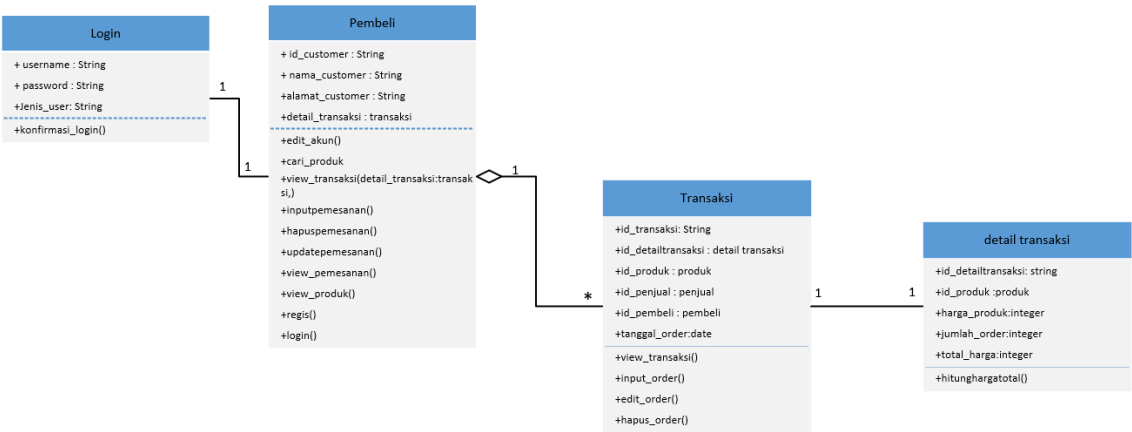 Login
+ username : String
+ password : String
+Jenis_user: String
+konfirmasi_login()
1
1
Pembeli
+ id_customer : String
+ nama_customer : String
+alamat_customer : String
+detail_transaksi : transaksi
+edit_akun()
+cari_produk
+view_transaksi(detail_transaksi:transak
si,)
+inputpemesanan()
+hapuspemesanan()
+updatepemesanan()
+view_pemesanan()
+view_produk()
+regis()
+login()
1
*
Transaksi
+id_transaksi: String
+id_detailtransaksi : detail transaksi
+id_produk : produk
+id_penjual : penjual
+id_pembeli : pembeli
+tanggal_order:date
+view_transaksi()
+input_order()
+edit_order()
+hapus_order()
1
1
detail transaksi
+id_detailtransaksi: string
+id_produk :produk
+harga_produk:integer
+jumlah_order:integer
+total_harga:integer
+hitunghargatotal()